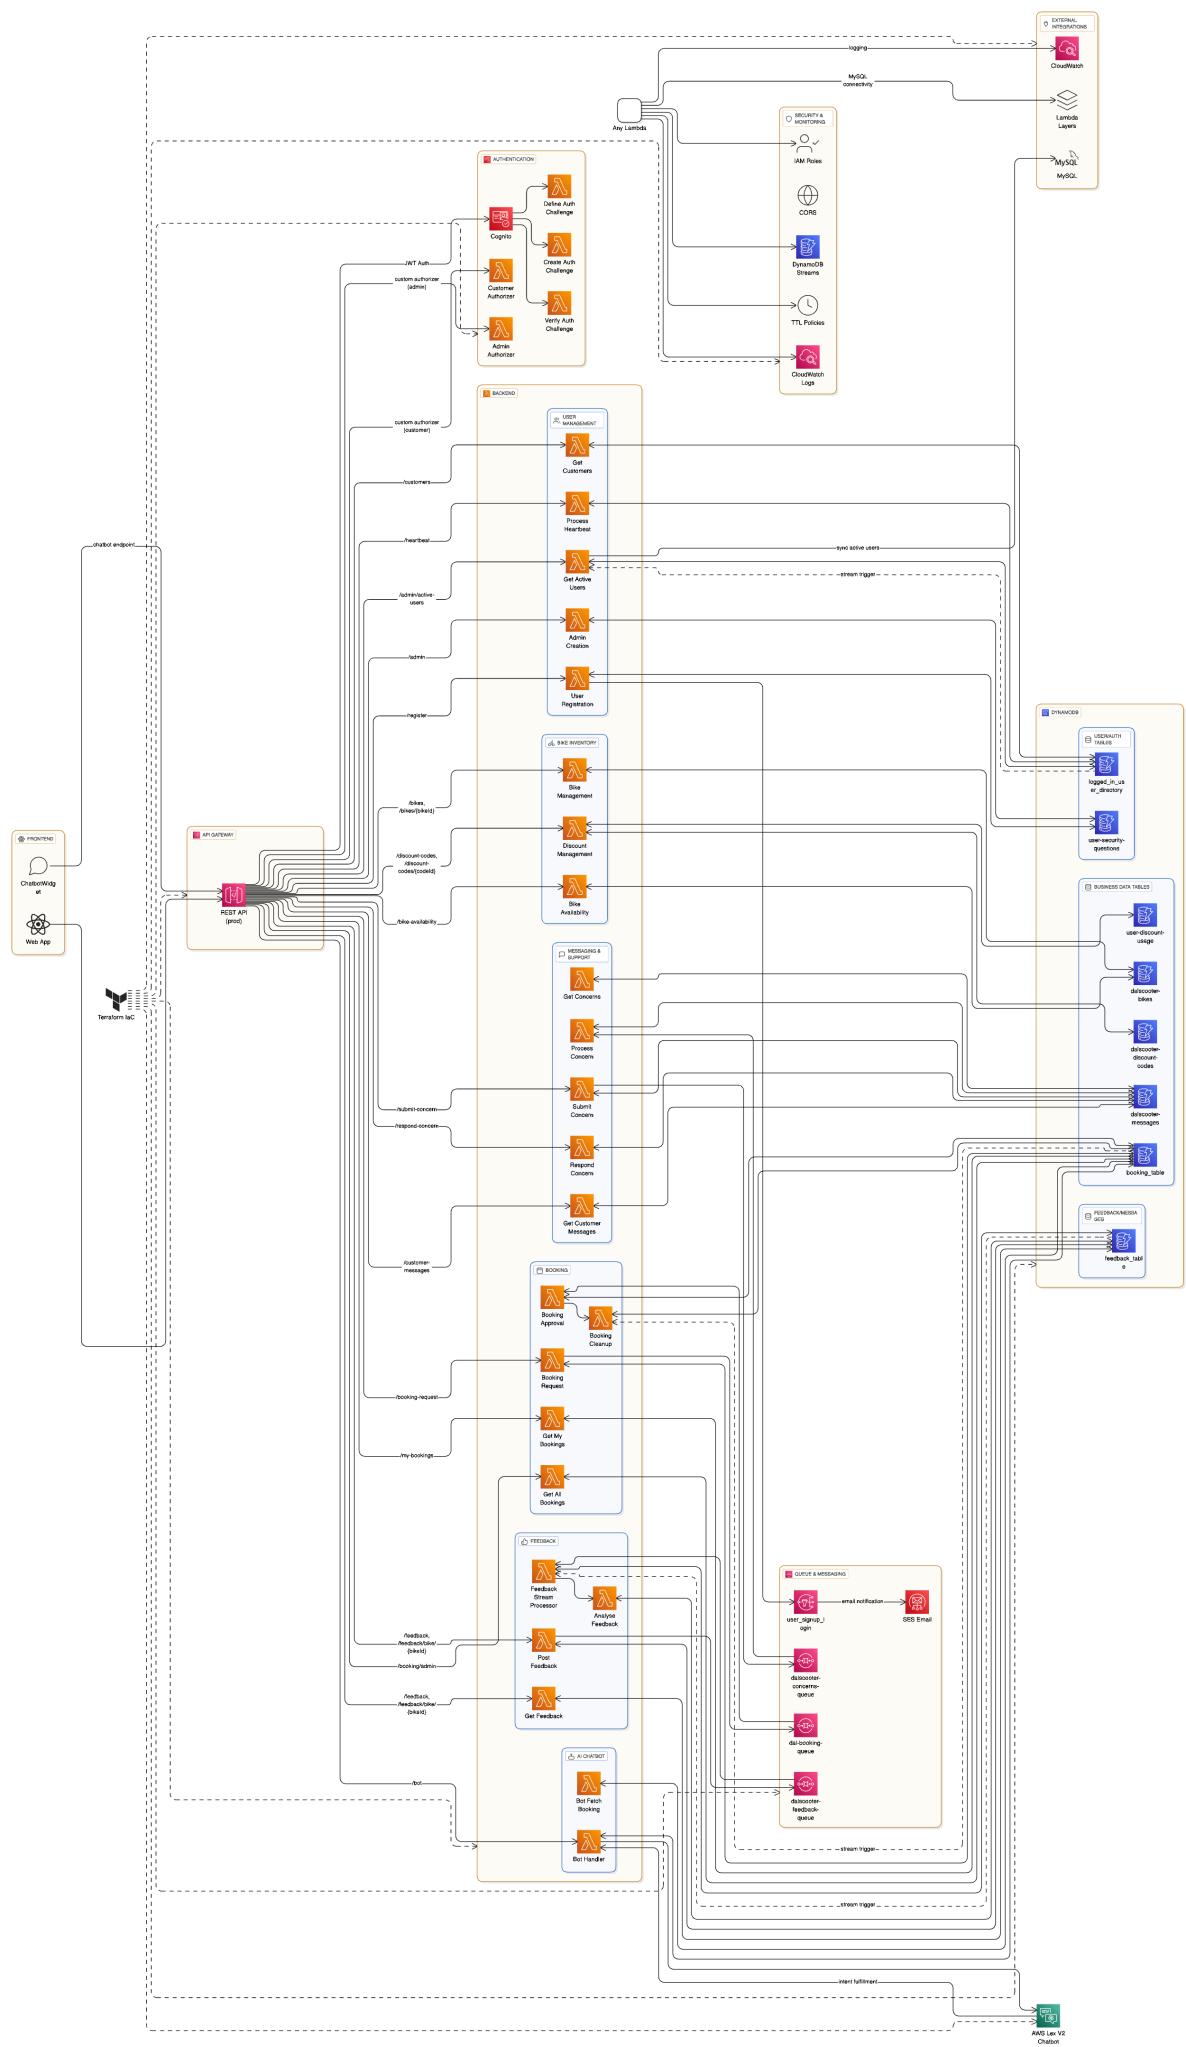 EXTERNAL
INTEGRATIONS
CloudWatch
logging
MySQL
connectivity
Lambda
Layers
Any Lambda
MySQL
MySQL
SECURITY &
MONITORING
IAM Roles
CORS
DynamoDB
Streams
TTL Policies
CloudWatch
Logs
AUTHENTICATION
Define Auth
Challenge
Cognito
Create Auth
Challenge
JWT Auth
custom authorizer
(admin)
Customer
Authorizer
Verify Auth
Challenge
Admin
Authorizer
BACKEND
USER
MANAGEMENT
custom authorizer
(customer)
Get
Customers
/customers
Process
Heartbeat
/heartbeat
chatbot endpoint
sync active users
stream trigger
Get Active
Users
/admin/active-
users
Admin
Creation
/admin
User
Registration
/register
DYNAMODB
USER/AUTH
TABLES
logged_in_us
er_directory
user-security-
questions
BIKE INVENTORY
Bike
Management
/bikes,
/bikes/{bikeId}
Discount
Management
/discount-codes,
/discount-
codes/{codeId}
Bike
Availability
/bike-availability
FRONTEND
ChatbotWidg
et
Web App
API GATEWAY
REST API
(prod)
BUSINESS DATA TABLES
user-discount-
usage
dalscooter-
bikes
dalscooter-
discount-
codes
dalscooter-
messages
booking_table
MESSAGING &
SUPPORT
Get Concerns
Terraform IaC
Process
Concern
Submit
Concern
/submit-concern
/respond-concern
Respond
Concern
Get Customer
Messages
/customer-
messages
FEEDBACK/MESSA
GES
feedback_tabl
e
BOOKING
Booking
Approval
Booking
Cleanup
Booking
Request
/booking-request
Get My
Bookings
/my-bookings
Get All
Bookings
FEEDBACK
Feedback
Stream
Processor
Analyse
Feedback
Post
Feedback
/feedback,
/feedback/bike/
{bikeId}
/booking/admin
Get Feedback
/feedback,
/feedback/bike/
{bikeId}
QUEUE & MESSAGING
user_signup_l
ogin
email notification
SES Email
dalscooter-
concerns-
queue
dal-booking-
queue
dalscooter-
feedback-
queue
AI CHATBOT
Bot Fetch
Booking
/bot
Bot Handler
stream trigger
stream trigger
intent fulfillment
AWS Lex V2
Chatbot